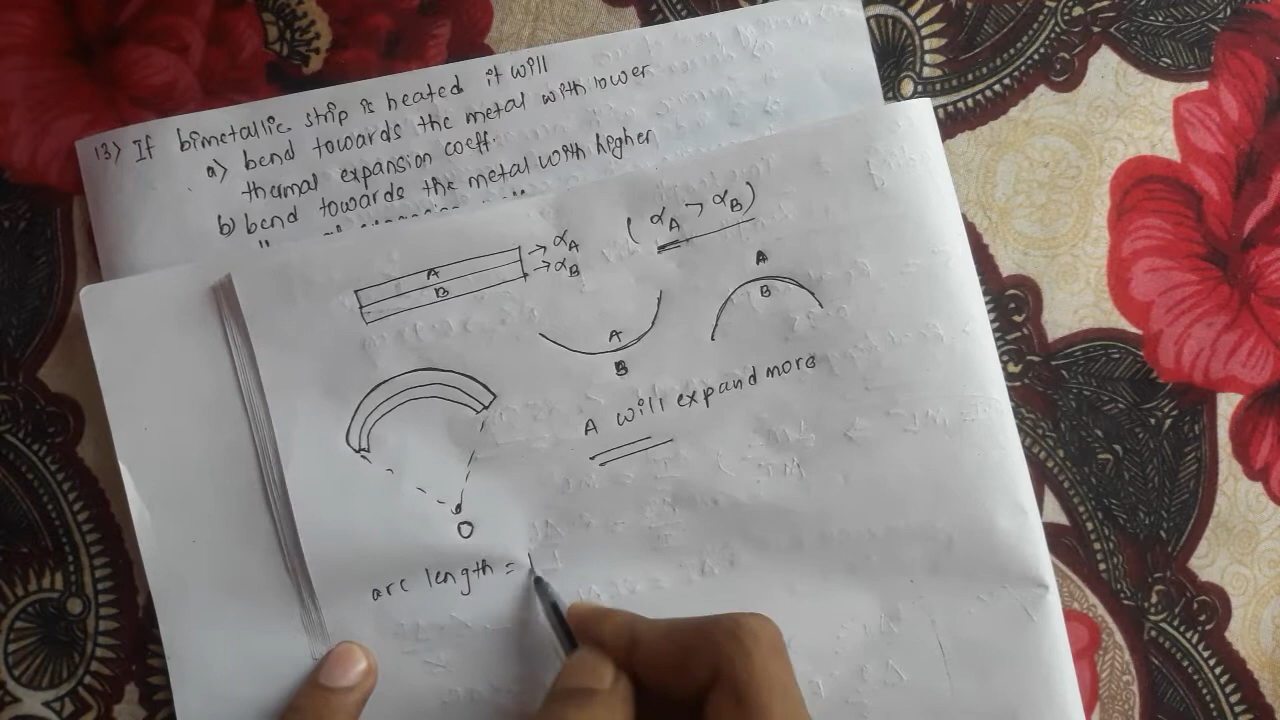 13) If bimetallic strip is heated it will
a) bend towards the metal with lower
thermal expansion coeff.
b) bend towards the metal with higher
(αA > αB)
A → αA
B → αB
A
B
A
B
A will expand more
O
arc length =